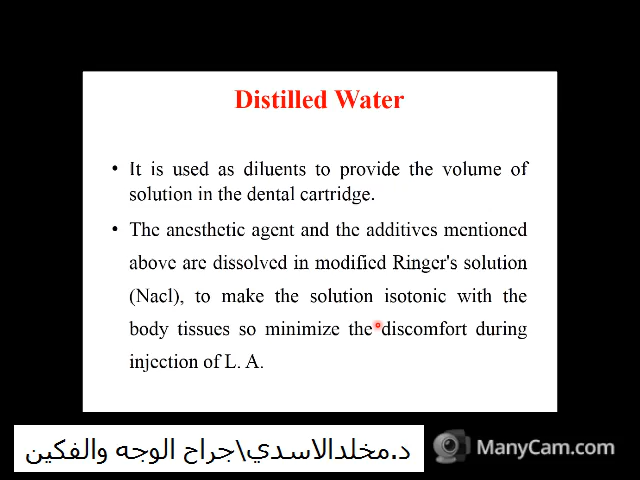 Distilled Water
• It is used as diluents to provide the volume of
solution in the dental cartridge.
• The anesthetic agent and the additives mentioned
above are dissolved in modified Ringer's solution
(Nacl), to make the solution isotonic with the
body tissues so minimize the discomfort during
injection of L. A.
د.مخلدالاسدي\جراح الوجه والفكين
ManyCam.com